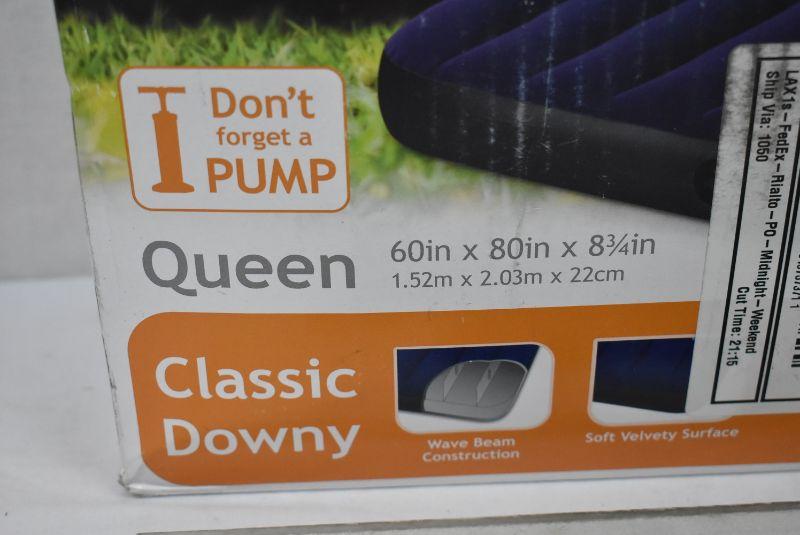 Don't
forget a
PUMP
Queen
60in x 80in x 8¾in
1.52m x 2.03m x 22cm
Classic
Downy
Wave Beam
Construction
Soft Velvety Surface
LAX1s – FedEx – Rialto – PO – Midnight – Weekend
Ship Via: 1050
Cut Time: 21:15